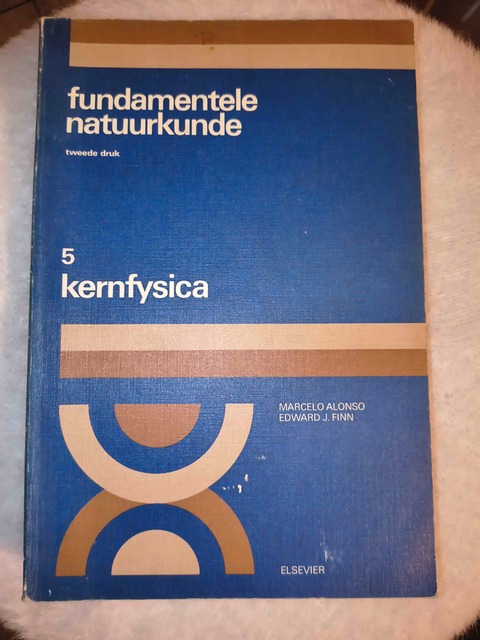 fundamentele
natuurkunde
tweede druk
5
kernfysica
MARCELO ALONSO
EDWARD J. FINN
ELSEVIER